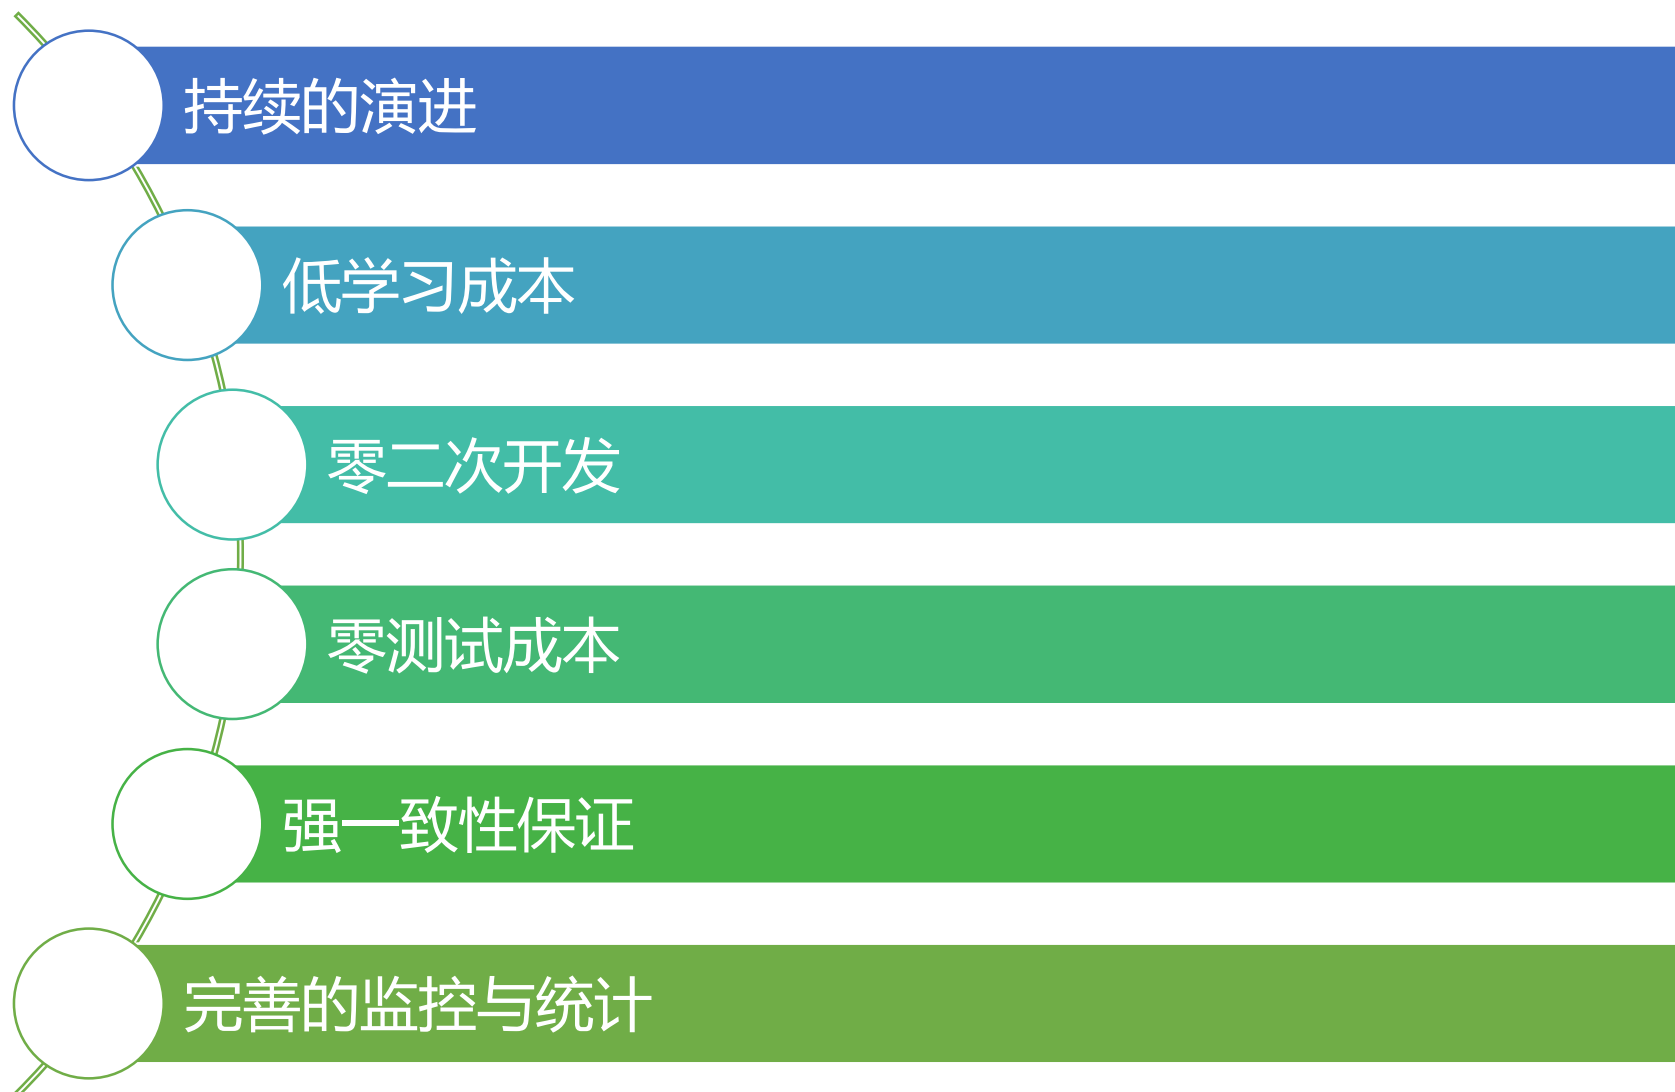 持续的演进
低学习成本
零二次开发
零测试成本
强一致性保证
完善的监控与统计